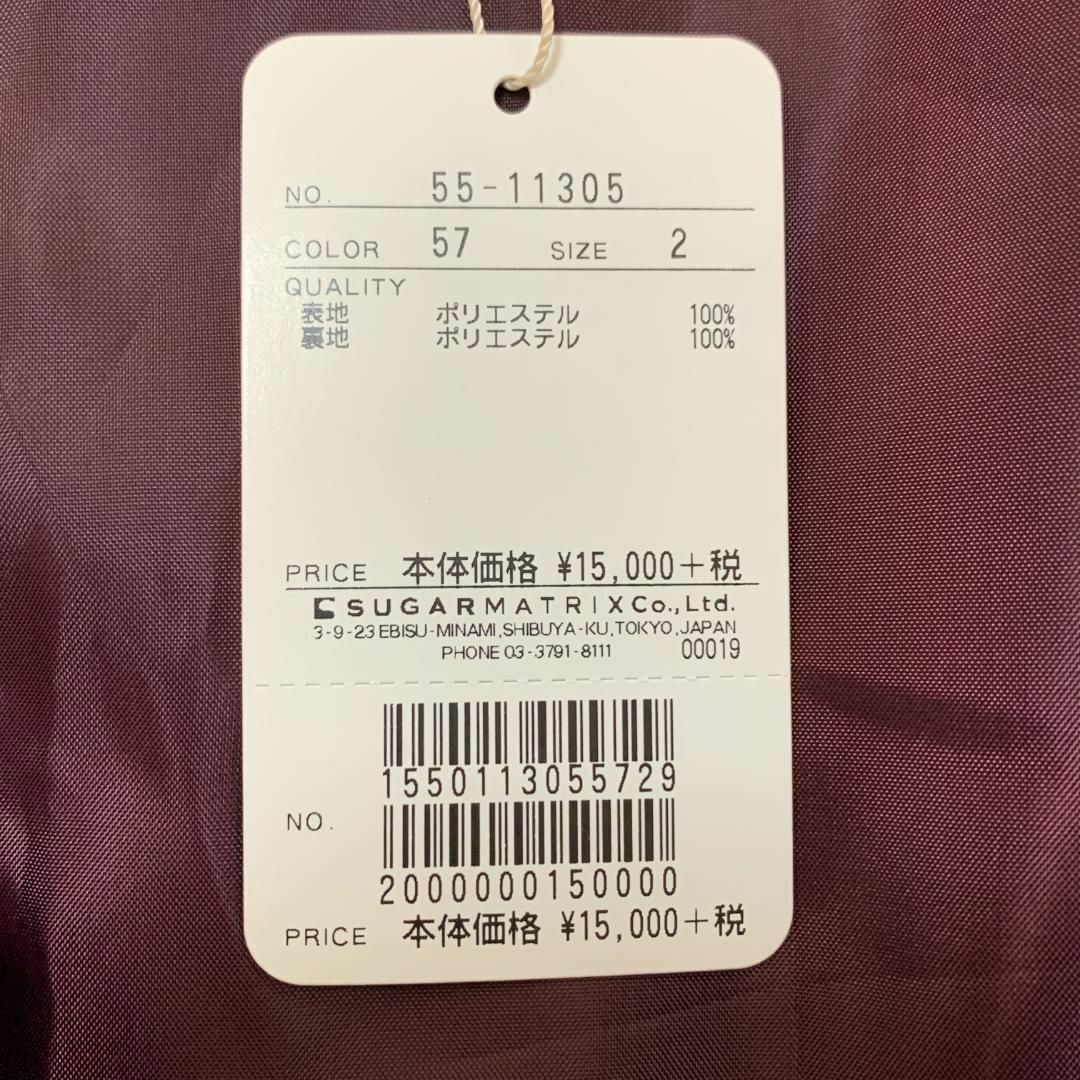 NO. 55-11305
COLOR 57 SIZE 2
QUALITY
表地 ポリエステル 100%
裏地 ポリエステル 100%
PRICE 本体価格 ¥15,000+税
SUGARMATRIX Co., Ltd.
3-9-23 EBISU-MINAMI, SHIBUYA-KU, TOKYO, JAPAN
PHONE 03-3791-8111 00019
1550113055729
NO.
2000000150000
PRICE 本体価格 ¥15,000+税